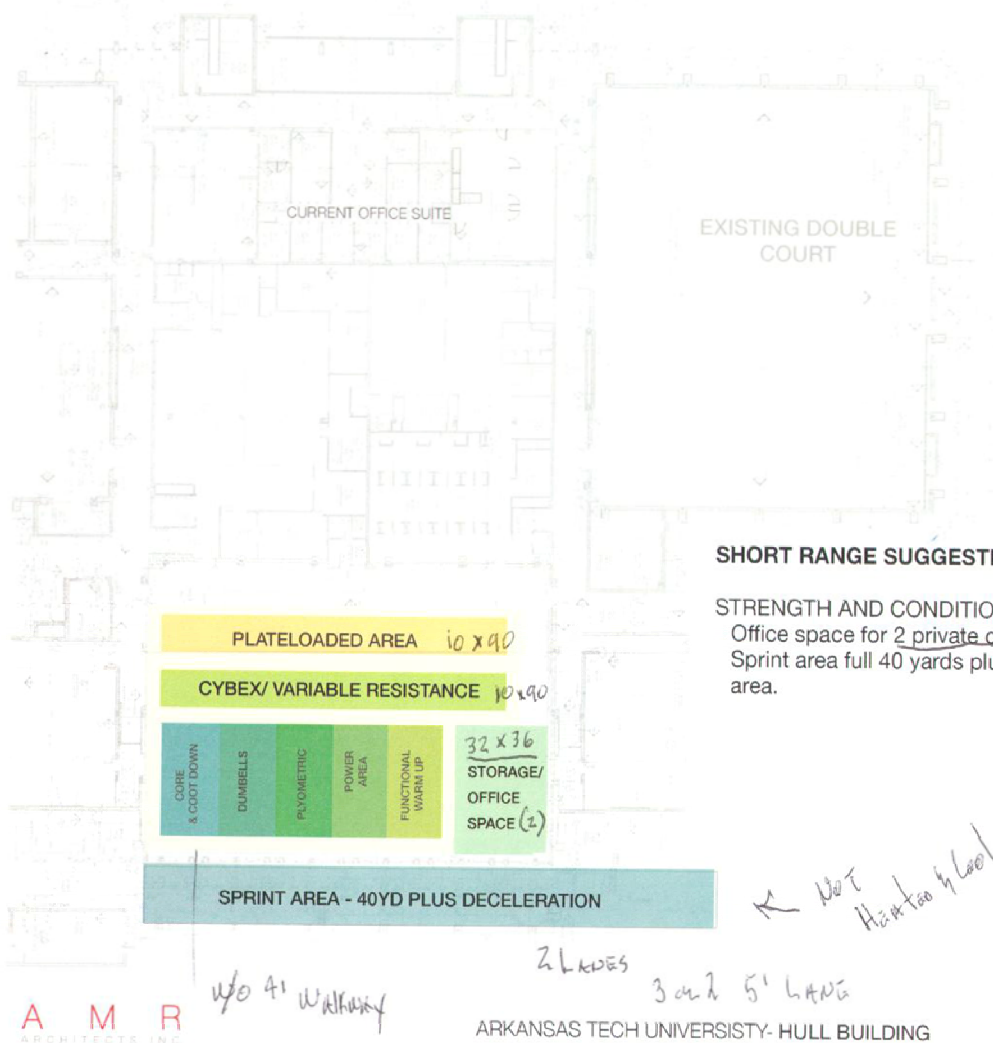 CURRENT OFFICE SUITE
EXISTING DOUBLE
COURT
SHORT RANGE SUGGESTI
STRENGTH AND CONDITIO
Office space for 2 private o
Sprint area full 40 yards plu
area.
PLATELOADED AREA 10 x 90
CYBEX/ VARIABLE RESISTANCE 10 x 90
CORE
& COOT DOWN
DUMBELLS
PLYOMETRIC
POWER
AREA
FUNCTIONAL
WARM UP
32 x 36
STORAGE/
OFFICE
SPACE (2)
SPRINT AREA - 40YD PLUS DECELERATION
← NOT
Heated & Cool
2 LANES
w/o 4' Walkway
5' LANE
A M R
ARCHITECTS INC
ARKANSAS TECH UNIVERSISTY- HULL BUILDING